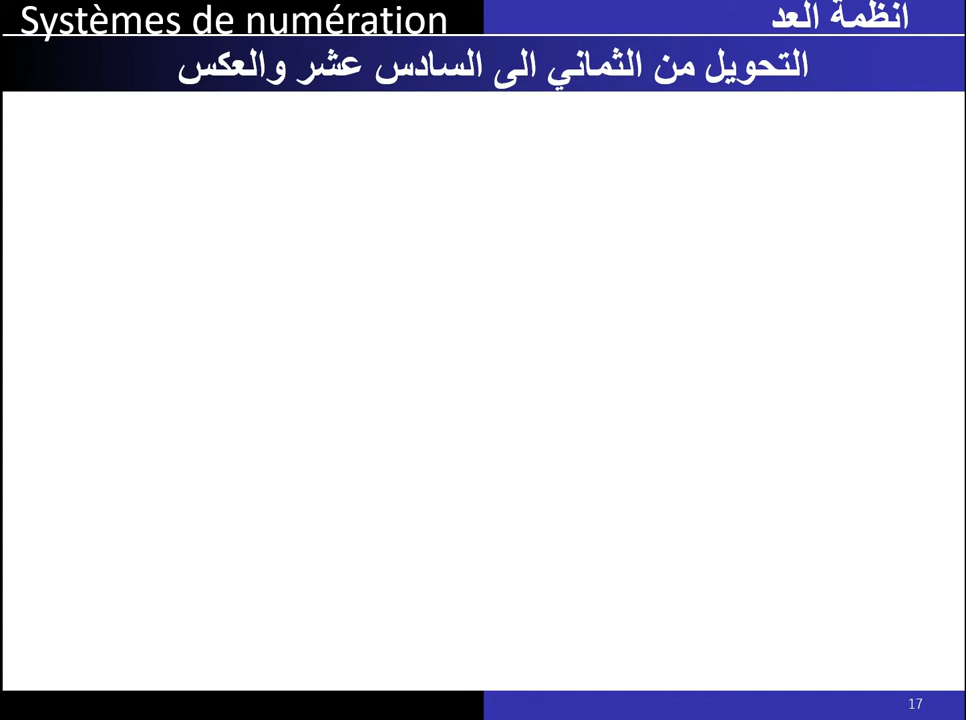 Systèmes de numération
انظمة العد
التحويل من الثماني الى السادس عشر والعكس
17